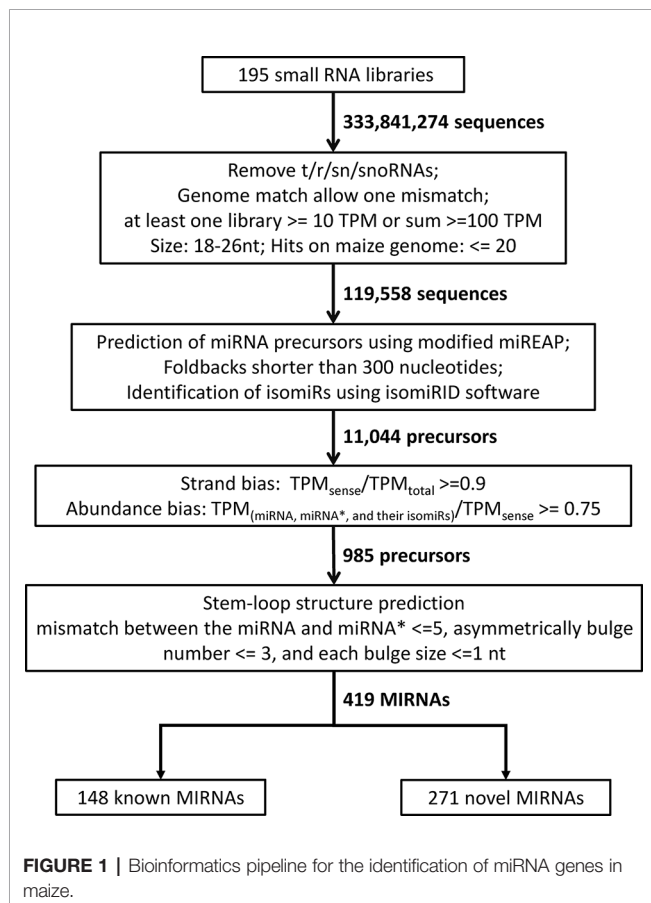 195 small RNA libraries
333,841,274 sequences
Remove t/r/sn/snoRNAs;
Genome match allow one mismatch;
at least one library >= 10 TPM or sum >=100 TPM
Size: 18-26nt; Hits on maize genome: <= 20
119,558 sequences
Prediction of miRNA precursors using modified miREAP;
Foldbacks shorter than 300 nucleotides;
Identification of isomiRs using isomiRID software
11,044 precursors
Strand bias: TPMsense/TPMtotal >=0.9
Abundance bias: TPM(miRNA, miRNA*, and their isomiRs)/TPMsense >= 0.75
985 precursors
Stem-loop structure prediction
mismatch between the miRNA and miRNA* <=5, asymmetrically bulge
number <= 3, and each bulge size <=1 nt
419 MIRNAs
148 known MIRNAs
271 novel MIRNAs
FIGURE 1 | Bioinformatics pipeline for the identification of miRNA genes in
maize.